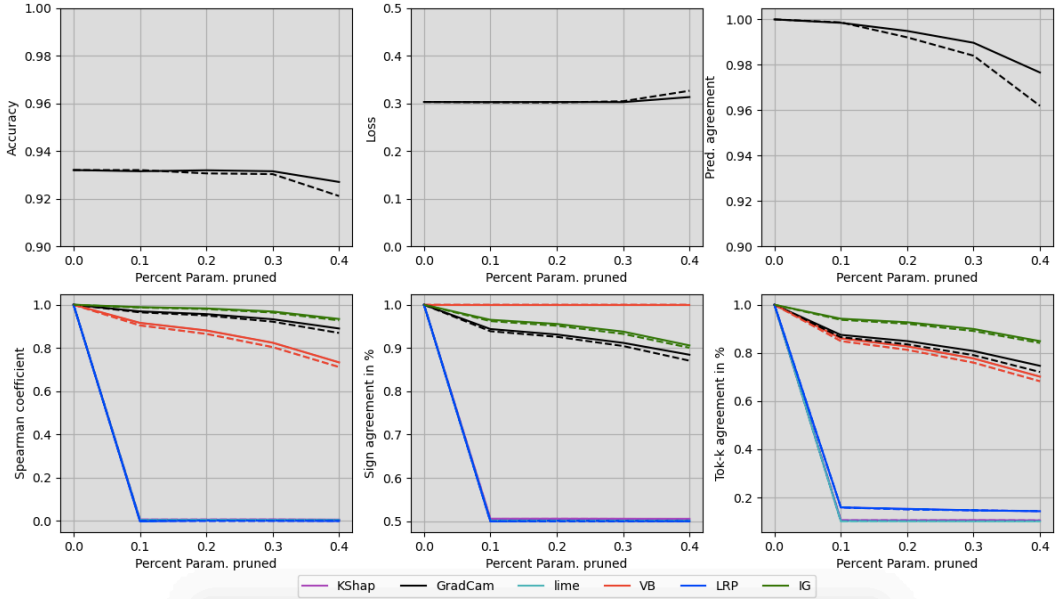 1.00
0.98
0.96
0.94
0.92
0.90
Accuracy
0.0 0.1 0.2 0.3 0.4
Percent Param. pruned
0.5
0.4
0.3
0.2
0.1
0.0
Loss
0.0 0.1 0.2 0.3 0.4
Percent Param. pruned
1.00
0.98
0.96
0.94
0.92
0.90
Pred. agreement
0.0 0.1 0.2 0.3 0.4
Percent Param. pruned
1.0
0.8
0.6
0.4
0.2
0.0
Spearman coefficient
0.0 0.1 0.2 0.3 0.4
Percent Param. pruned
1.0
0.9
0.8
0.7
0.6
0.5
Sign agreement in %
0.0 0.1 0.2 0.3 0.4
Percent Param. pruned
1.0
0.8
0.6
0.4
0.2
Tok-k agreement in %
0.0 0.1 0.2 0.3 0.4
Percent Param. pruned
KShap GradCam lime VB LRP IG